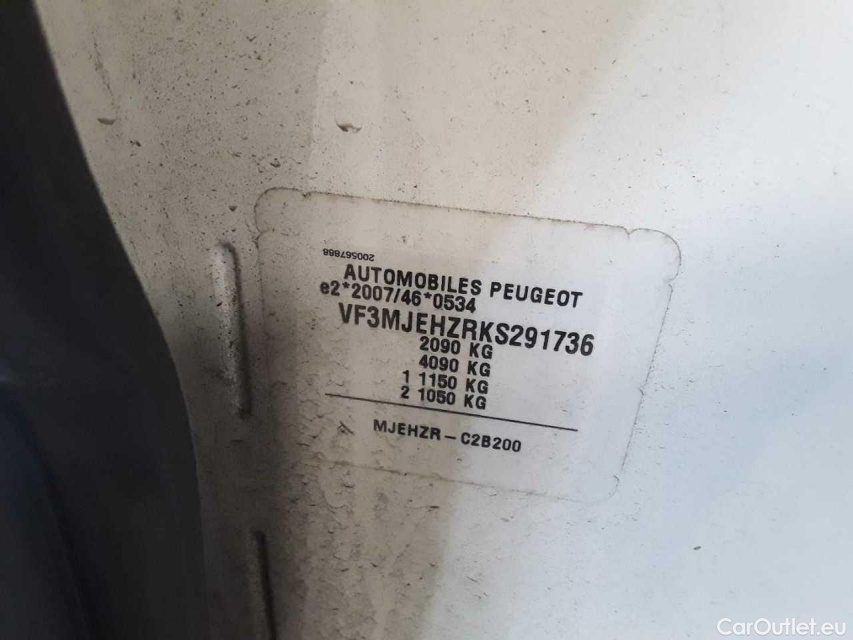 200567888
AUTOMOBILES PEUGEOT
e2*2007/46*0534
VF3MJEHZRKS291736
2090 KG
4090 KG
1 1150 KG
2 1050 KG
MJEHZR-C2B200
CarOutlet.eu